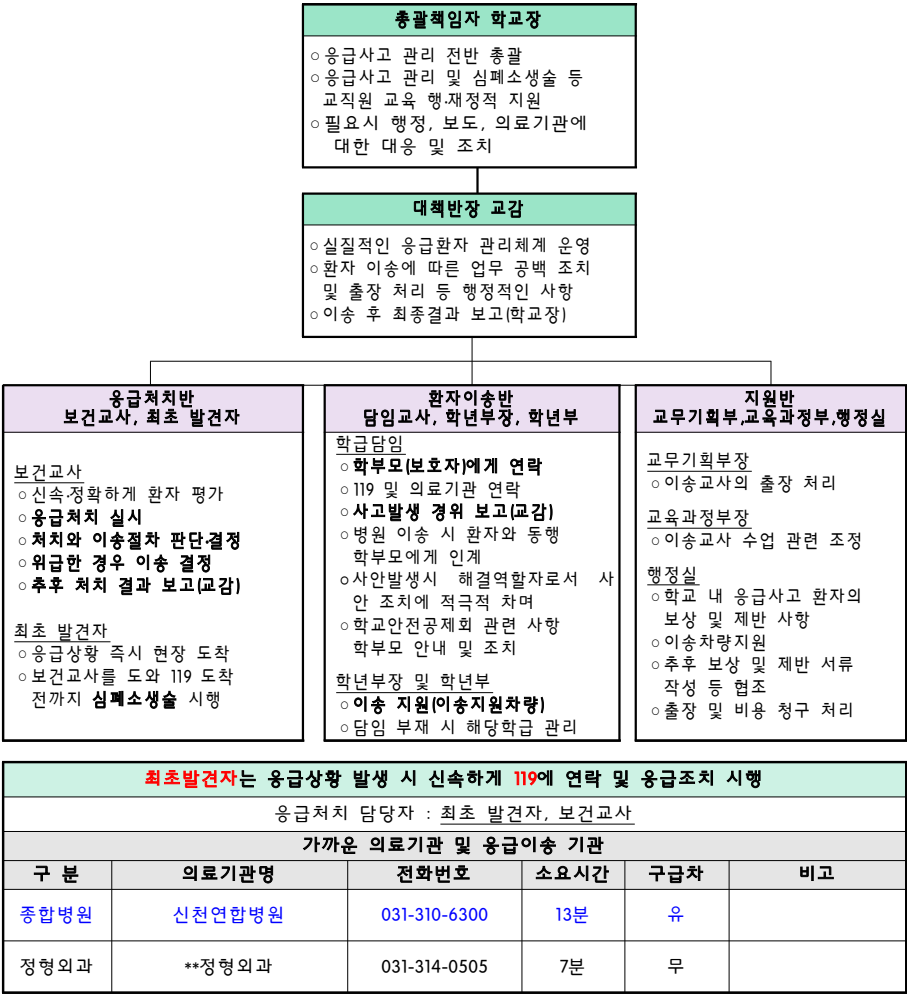 총괄책임자 학교장
○응급사고 관리 전반 총괄
○응급사고 관리 및 심폐소생술 등
교직원 교육 행·재정적 지원
○필요시 행정, 보도, 의료기관에
대한 대응 및 조치
대책반장 교감
○실질적인 응급환자 관리체계 운영
○환자 이송에 따른 업무 공백 조치
및 출장 처리 등 행정적인 사항
○이송 후 최종결과 보고(학교장)
응급처치반
보건교사, 최초 발견자
보건교사
○신속·정확하게 환자 평가
○응급처치 실시
○처치와 이송절차 판단·결정
○위급한 경우 이송 결정
○추후 처치 결과 보고(교감)
최초 발견자
○응급상황 즉시 현장 도착
○보건교사를 도와 119 도착
전까지 심폐소생술 시행
환자이송반
담임교사, 학년부장, 학년부
학급담임
○학부모(보호자)에게 연락
○119 및 의료기관 연락
○사고발생 경위 보고(교감)
○병원 이송 시 환자와 동행
학부모에게 인계
○사안발생시 해결역할자로서 사
안 조치에 적극적 차며
○학교안전공제회 관련 사항
학부모 안내 및 조치
학년부장 및 학년부
○이송 지원(이송지원차량)
○담임 부재 시 해당학급 관리
지원반
교무기획부,교육과정부,행정실
교무기획부장
○이송교사의 출장 처리
교육과정부장
○이송교사 수업 관련 조정
행정실
○학교 내 응급사고 환자의
보상 및 제반 사항
○이송차량지원
○추후 보상 및 제반 서류
작성 등 협조
○출장 및 비용 청구 처리
최초발견자는 응급상황 발생 시 신속하게 119에 연락 및 응급조치 시행
응급처치 담당자 : 최초 발견자, 보건교사
가까운 의료기관 및 응급이송 기관
구 분 의료기관명 전화번호 소요시간 구급차 비고
종합병원 신천연합병원 031-310-6300 13분 유
정형외과 **정형외과 031-314-0505 7분 무